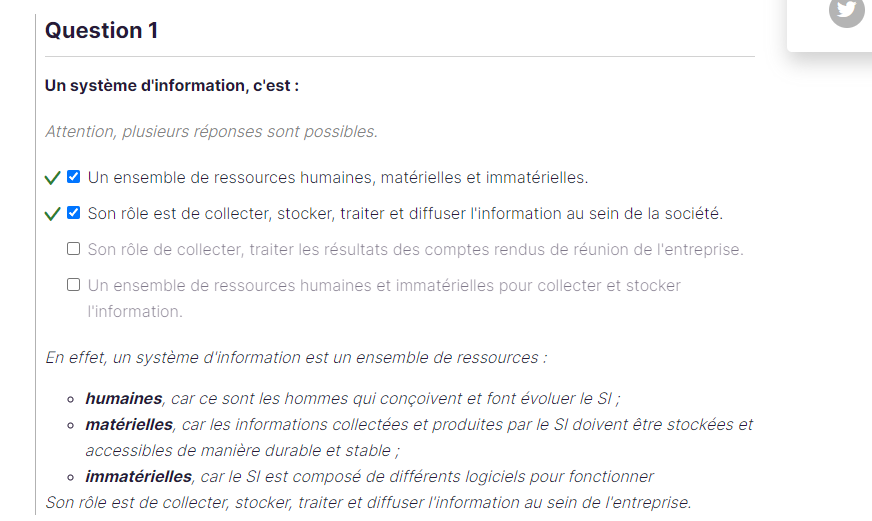 Question 1
Un système d'information, c'est :
Attention, plusieurs réponses sont possibles.
Un ensemble de ressources humaines, matérielles et immatérielles.
Son rôle est de collecter, stocker, traiter et diffuser l'information au sein de la société.
Son rôle de collecter, traiter les résultats des comptes rendus de réunion de l'entreprise.
Un ensemble de ressources humaines et immatérielles pour collecter et stocker
l'information.
En effet, un système d'information est un ensemble de ressources :
humaines, car ce sont les hommes qui conçoivent et font évoluer le SI ;
matérielles, car les informations collectées et produites par le SI doivent être stockées et
accessibles de manière durable et stable ;
immatérielles, car le SI est composé de différents logiciels pour fonctionner
Son rôle est de collecter, stocker, traiter et diffuser l'information au sein de l'entreprise.